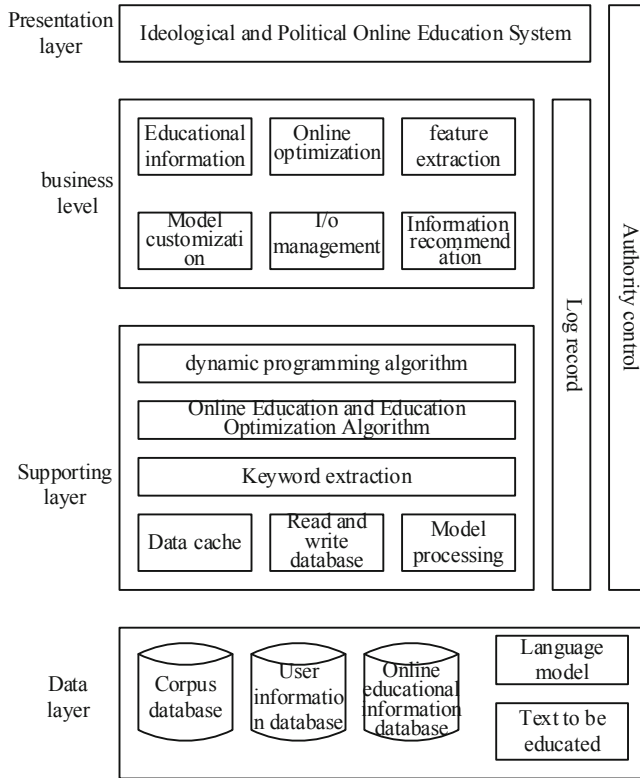 Presentation
layer
Ideological and Political Online Education System
business
level
Educational
information
Online
optimization
feature
extraction
Model
customizati
on
I/o
management
Information
recommend
ation
Log record
Authority control
Supporting
layer
dynamic programming algorithm
Online Education and Education
Optimization Algorithm
Keyword extraction
Data cache
Read and
write
database
Model
processing
Data
layer
Corpus
database
User
informatio
n database
Online
educational
information
database
Language
model
Text to be
educated